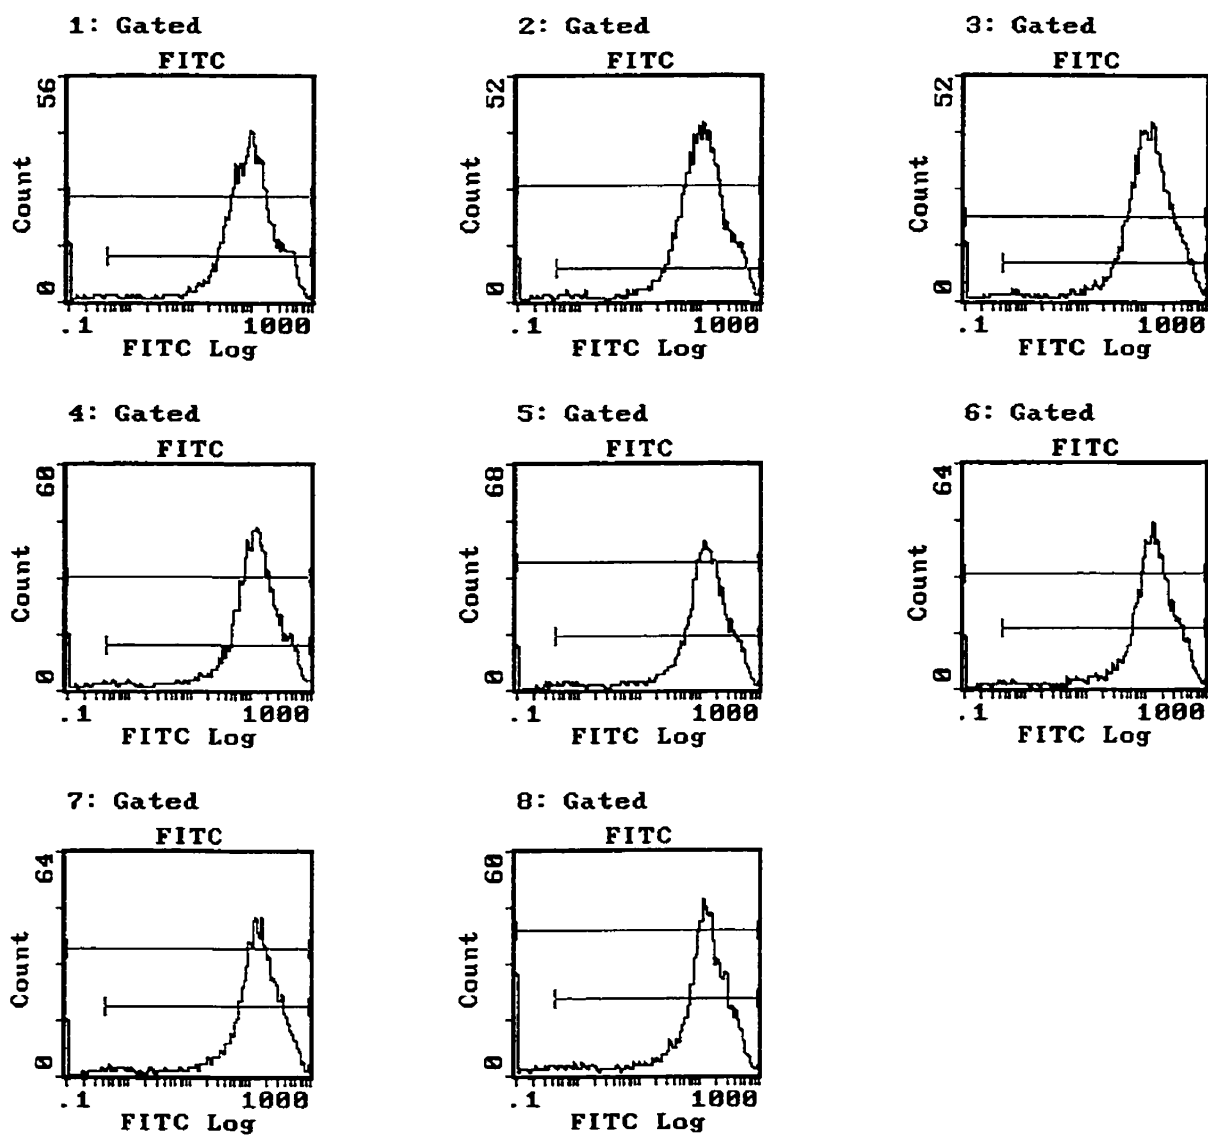 1: Gated
FITC
56
Count
0
.1 1000
FITC Log
2: Gated
FITC
52
Count
0
.1 1000
FITC Log
3: Gated
FITC
52
Count
0
.1 1000
FITC Log
4: Gated
FITC
60
Count
0
.1 1000
FITC Log
5: Gated
FITC
68
Count
0
.1 1000
FITC Log
6: Gated
FITC
64
Count
0
.1 1000
FITC Log
7: Gated
FITC
64
Count
0
.1 1000
FITC Log
8: Gated
FITC
60
Count
0
.1 1000
FITC Log